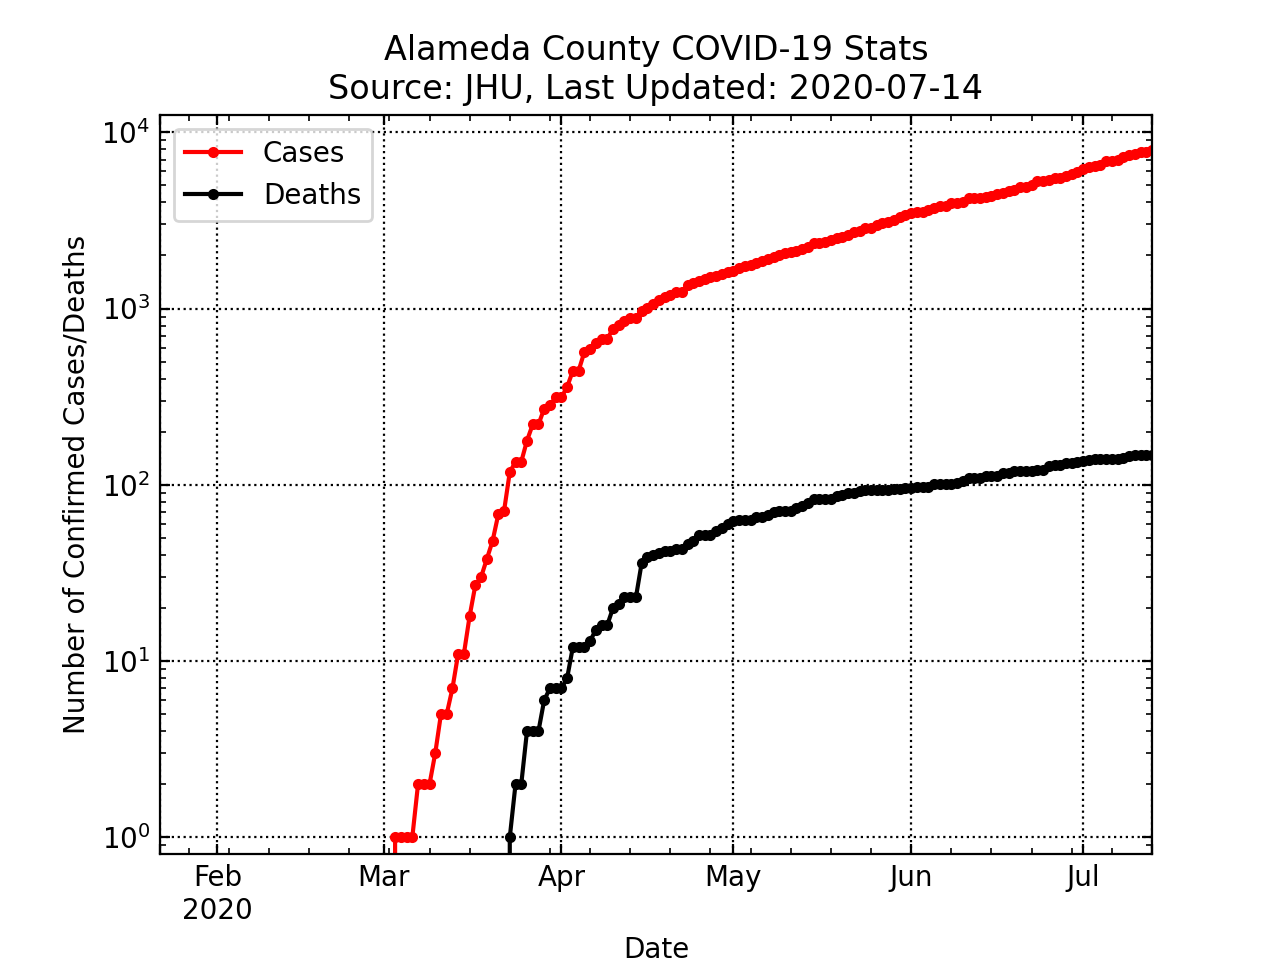 Alameda County COVID-19 Stats
Source: JHU, Last Updated: 2020-07-14
Cases
Deaths
Number of Confirmed Cases/Deaths
10⁴
10³
10²
10¹
10⁰
Feb Mar Apr May Jun Jul
2020
Date